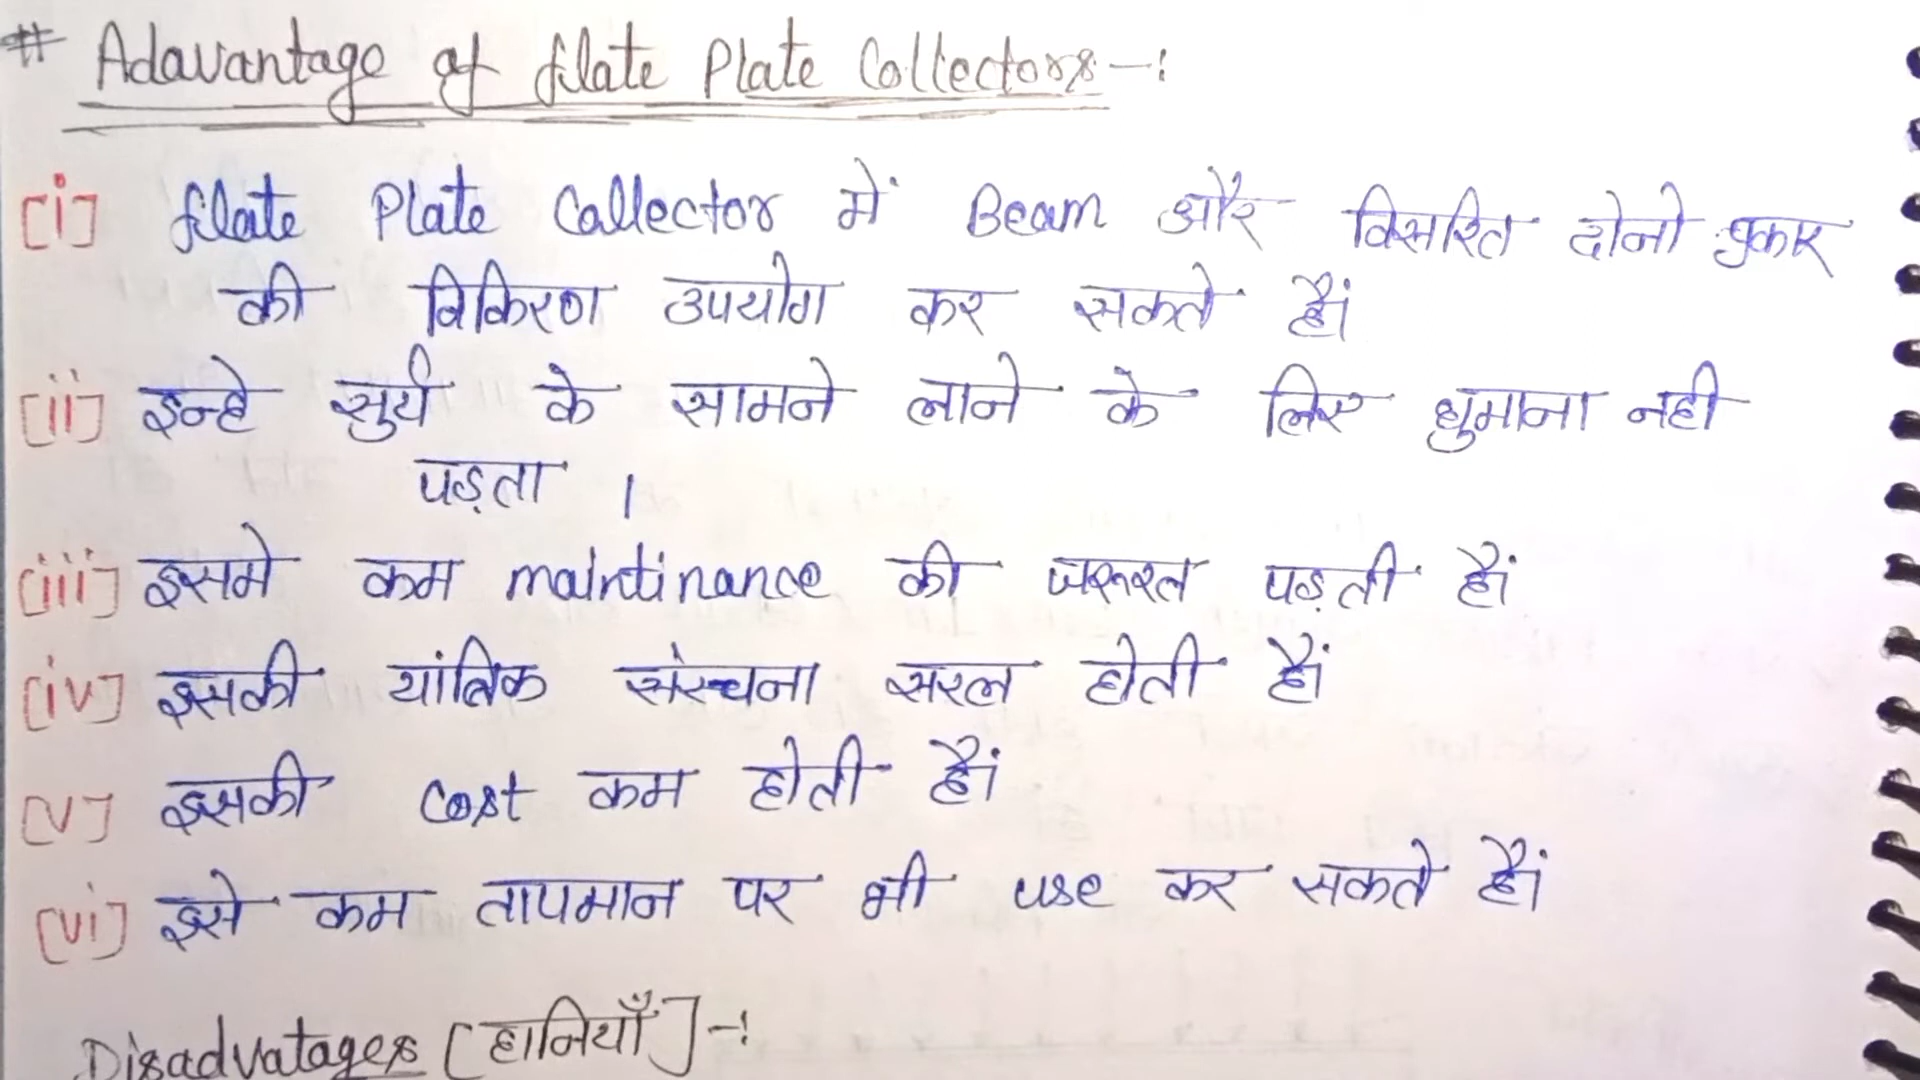 # Adavantage of flate Plate Collectors -:
[i] flate Plate Collector में Beam और विसरित दोनो प्रकार
की विकिरण उपयोग कर सकते हैं।
[ii] इन्हे सुर्य के सामने लाने के लिए घुमाना नही
पड़ता ।
[iii] इसमे कम maintinance की जरूरत पड़ती हैं।
[iv] इसकी यांत्रिक संरचना सरल होती हैं।
[v] इसकी Cost कम होती हैं।
[vi] इसे कम तापमान पर भी use कर सकते हैं।
Disadvatages [हानियाँ] -: